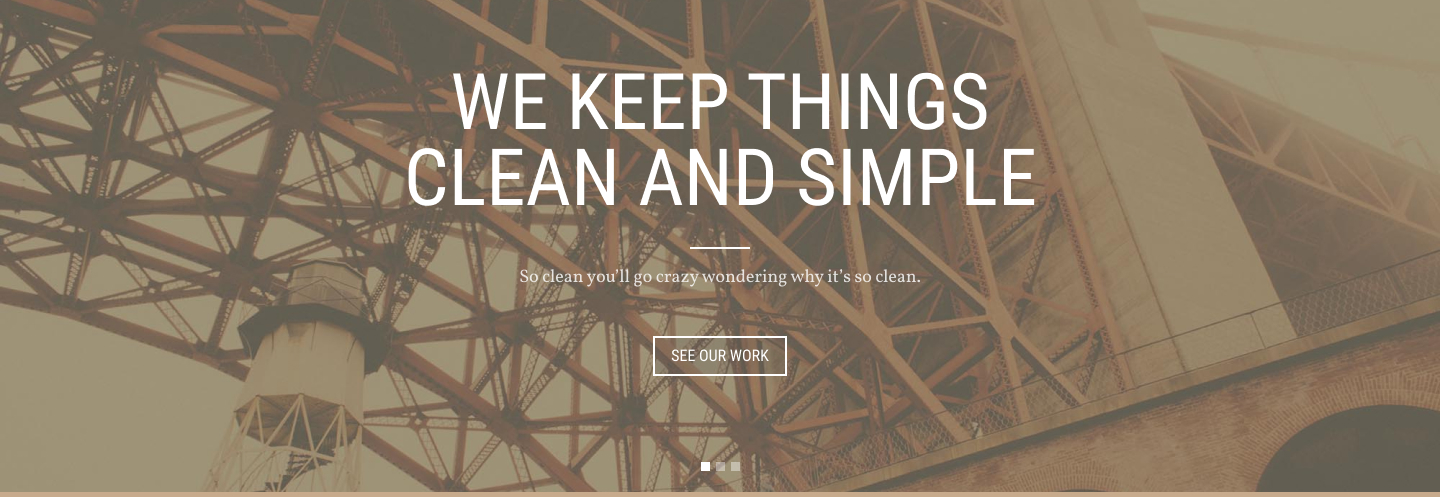 WE KEEP THINGS
CLEAN AND SIMPLE
So clean you'll go crazy wondering why it's so clean.
SEE OUR WORK